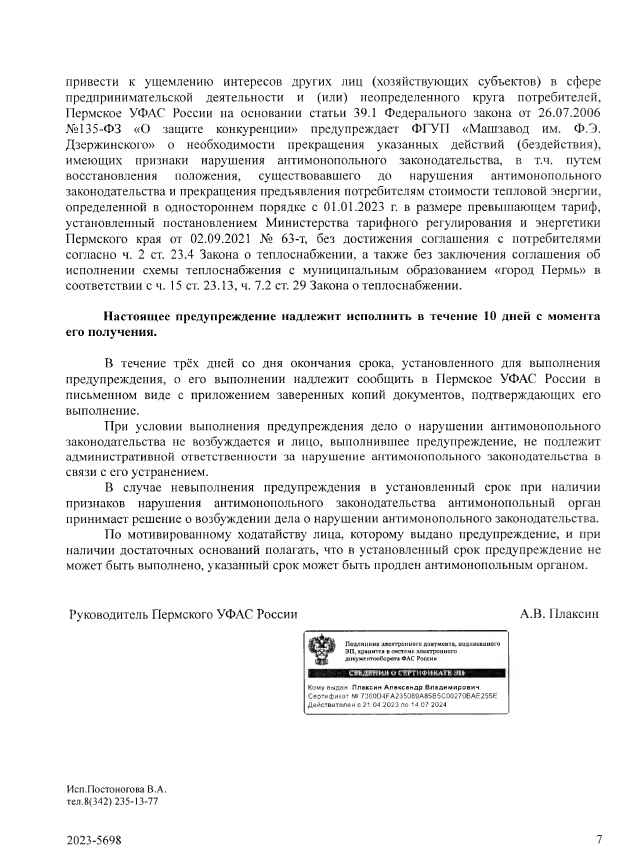 привести к ущемлению интересов других лиц (хозяйствующих субъектов) в сфере
предпринимательской деятельности и (или) неопределенного круга потребителей,
Пермское УФАС России на основании статьи 39.1 Федерального закона от 26.07.2006
№135-ФЗ «О защите конкуренции» предупреждает ФГУП «Машзавод им. Ф.Э.
Дзержинского» о необходимости прекращения указанных действий (бездействия),
имеющих признаки нарушения антимонопольного законодательства, в т.ч. путем
восстановления положения, существовавшего до нарушения антимонопольного
законодательства и прекращения предъявления потребителям стоимости тепловой энергии,
определенной в одностороннем порядке с 01.01.2023 г. в размере превышающем тариф,
установленный постановлением Министерства тарифного регулирования и энергетики
Пермского края от 02.09.2021 № 63-т, без достижения соглашения с потребителями
согласно ч. 2 ст. 23.4 Закона о теплоснабжении, а также без заключения соглашения об
исполнении схемы теплоснабжения с муниципальным образованием «город Пермь» в
соответствии с ч. 15 ст. 23.13, ч. 7.2 ст. 29 Закона о теплоснабжении.
Настоящее предупреждение надлежит исполнить в течение 10 дней с момента
его получения.
В течение трёх дней со дня окончания срока, установленного для выполнения
предупреждения, о его выполнении надлежит сообщить в Пермское УФАС России в
письменном виде с приложением заверенных копий документов, подтверждающих его
выполнение.
При условии выполнения предупреждения дело о нарушении антимонопольного
законодательства не возбуждается и лицо, выполнившее предупреждение, не подлежит
административной ответственности за нарушение антимонопольного законодательства в
связи с его устранением.
В случае невыполнения предупреждения в установленный срок при наличии
признаков нарушения антимонопольного законодательства антимонопольный орган
принимает решение о возбуждении дела о нарушении антимонопольного законодательства.
По мотивированному ходатайству лица, которому выдано предупреждение, и при
наличии достаточных оснований полагать, что в установленный срок предупреждение не
может быть выполнено, указанный срок может быть продлен антимонопольным органом.
Руководитель Пермского УФАС России А.В. Плаксин
Подлинник электронного документа, подписанного
ЭП, хранится в системе электронного
документооборота ФАС России
СВЕДЕНИЯ О СЕРТИФИКАТЕ ЭП
Кому выдан: Плаксин Александр Владимирович
Сертификат № 7360D4FA235089A85B5C00270BAE255E
Действителен с 21.04.2023 по 14.07.2024
Исп.Постоногова В.А.
тел.8(342) 235-13-77
2023-5698 7